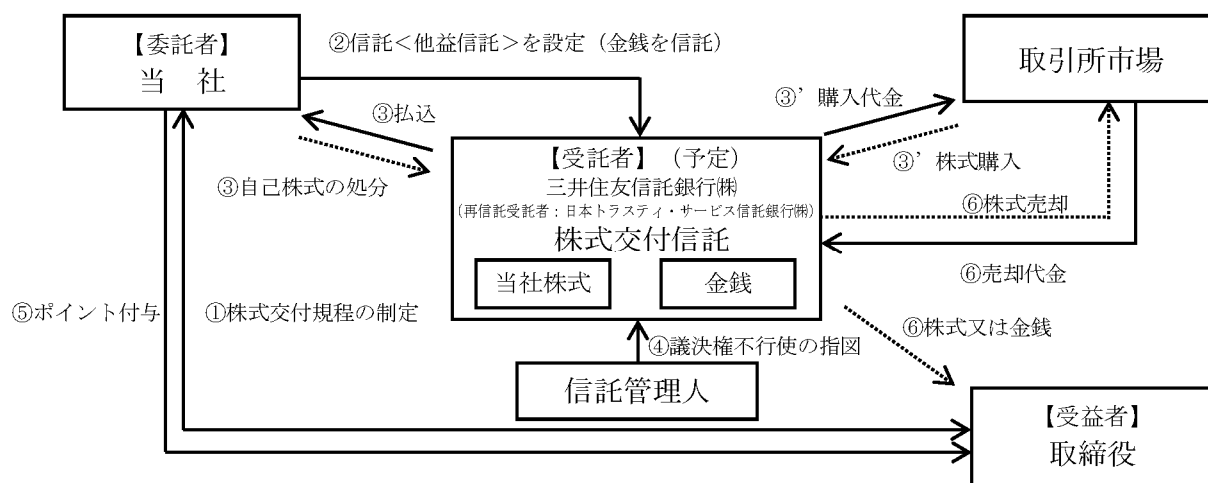 【委託者】
当　社
②信託＜他益信託＞を設定（金銭を信託）
取引所市場
③’購入代金
③払込
③’株式購入
③自己株式の処分
【受託者】（予定）
三井住友信託銀行㈱
（再信託受託者：日本トラスティ・サービス信託銀行㈱）
株式交付信託
当社株式
金銭
⑥株式売却
⑥売却代金
⑤ポイント付与
①株式交付規程の制定
⑥株式又は金銭
④議決権不行使の指図
信託管理人
【受益者】
取締役